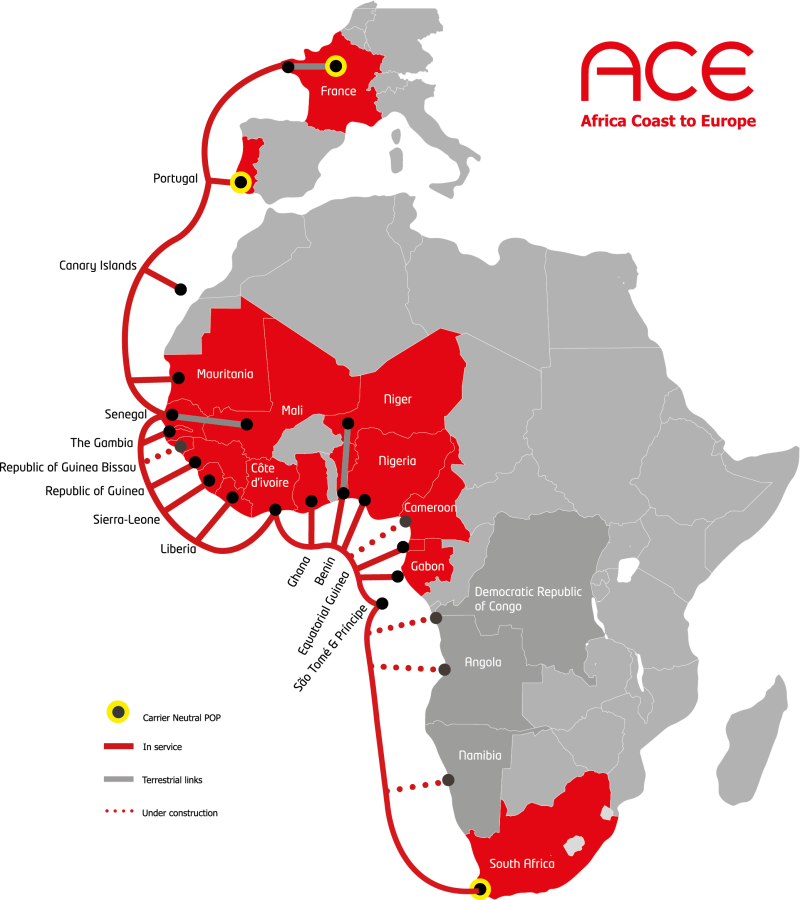 ACE
Africa Coast to Europe
France
Portugal
Canary Islands
Mauritania
Senegal
Mali
Niger
The Gambia
Republic of Guinea Bissau
Nigeria
Côte
d'ivoire
Republic of Guinea
Cameroon
Sierra-Leone
Liberia
Ghana
Benin
Equatorial Guinea
São Tomé & Príncipe
Gabon
Democratic Republic
of Congo
Angola
Namibia
South Africa
Carrier Neutral POP
In service
Terrestrial links
Under construction